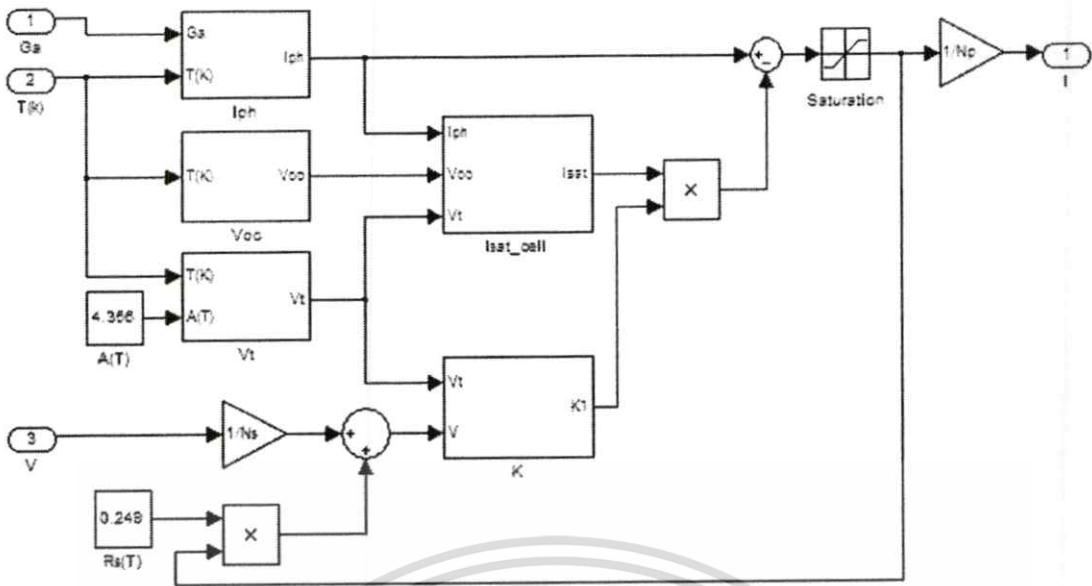 1
Ga
2
T(k)
Ga
T(K)
Iph
Iph
T(K)
Voc
Voc
T(K)
A(T)
Vt
Vt
4.366
A(T)
Iph
Voc
Vt
Isat
Isat_cell
×
+
-
Saturation
1/Np
1
I
3
V
1/Ns
+
+
Vt
V
K1
K
0.248
Rs(T)
×